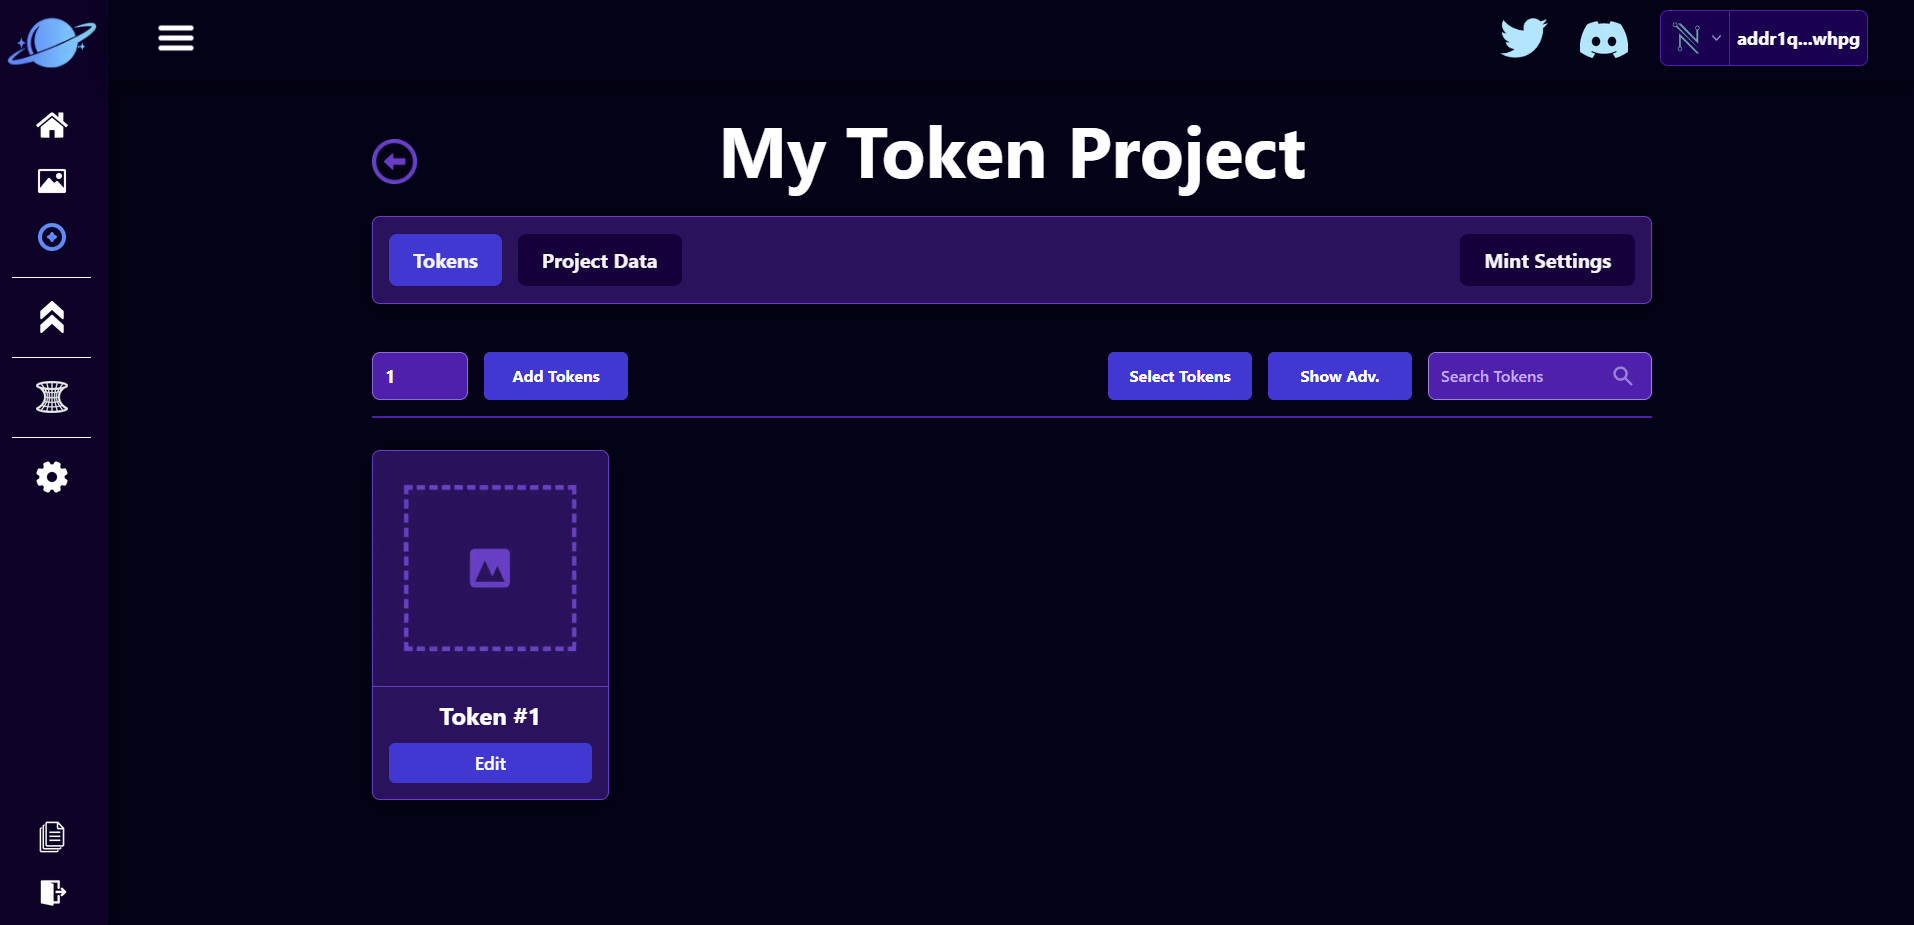 addr1q...whpg
My Token Project
Tokens
Project Data
Mint Settings
1
Add Tokens
Select Tokens
Show Adv.
Search Tokens
Token #1
Edit